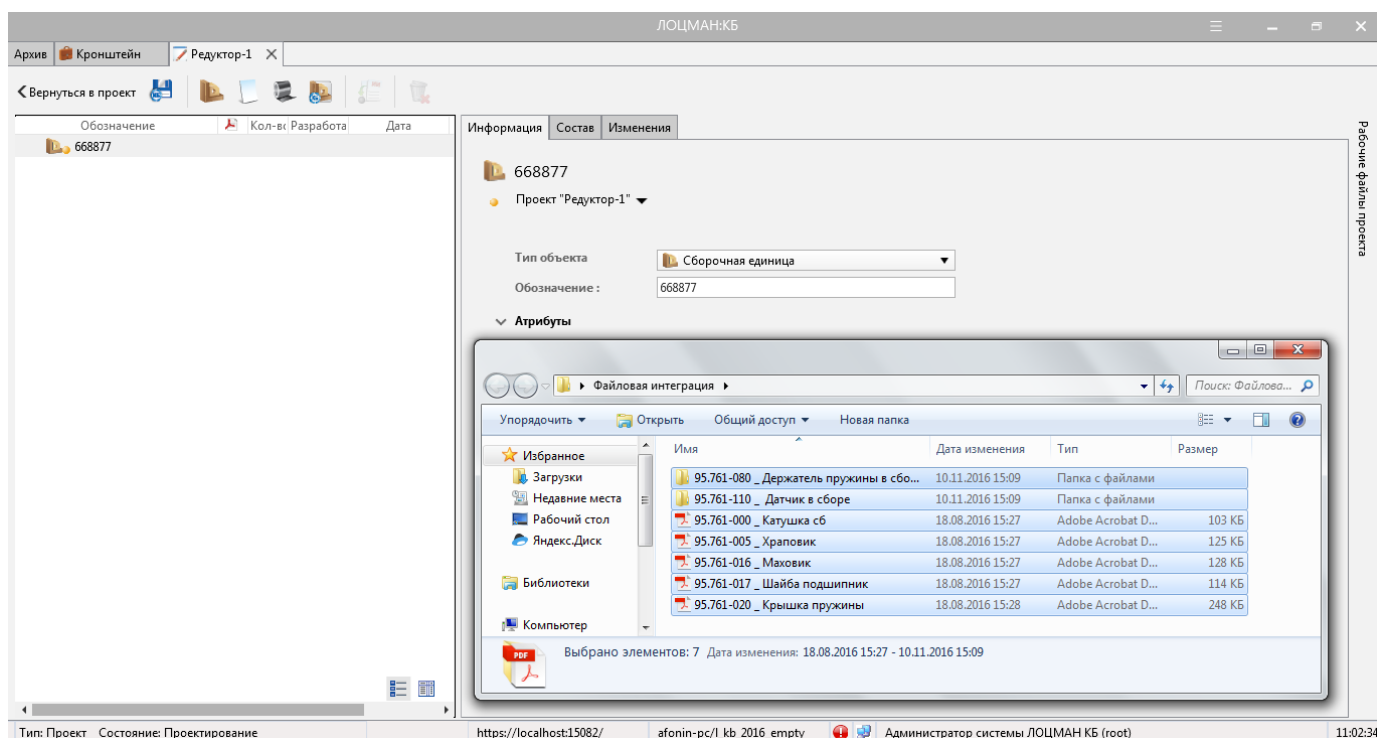 ЛОЦМАН:КБ
Архив Кронштейн Редуктор-1
Вернуться в проект
Обозначение Кол-вс Разработа Дата
668877
Информация Состав Изменения
668877
Проект "Редуктор-1"
Тип объекта Сборочная единица
Обозначение : 668877
Атрибуты
Рабочие файлы проекта
Файловая интеграция Поиск: Файлова...
Упорядочить Открыть Общий доступ Новая папка
Избранное
Загрузки
Недавние места
Рабочий стол
Яндекс.Диск
Библиотеки
Компьютер
Имя Дата изменения Тип Размер
95.761-080 _ Держатель пружины в сбо... 10.11.2016 15:09 Папка с файлами
95.761-110 _ Датчик в сборе 10.11.2016 15:09 Папка с файлами
95.761-000 _ Катушка сб 18.08.2016 15:27 Adobe Acrobat D... 103 КБ
95.761-005 _ Храповик 18.08.2016 15:27 Adobe Acrobat D... 125 КБ
95.761-016 _ Маховик 18.08.2016 15:27 Adobe Acrobat D... 128 КБ
95.761-017 _ Шайба подшипник 18.08.2016 15:27 Adobe Acrobat D... 114 КБ
95.761-020 _ Крышка пружины 18.08.2016 15:28 Adobe Acrobat D... 248 КБ
PDF
Выбрано элементов: 7 Дата изменения: 18.08.2016 15:27 - 10.11.2016 15:09
Тип: Проект Состояние: Проектирование https://localhost:15082/ afonin-pc/l_kb_2016_empty Администратор системы ЛОЦМАН КБ (root) 11:02:34